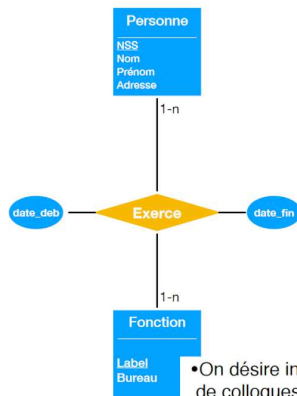 Personne
NSS
Nom
Prénom
Adresse
1-n
date_deb
Exerce
date_fin
1-n
Fonction
Label
Bureau
•On désire in
de colloques